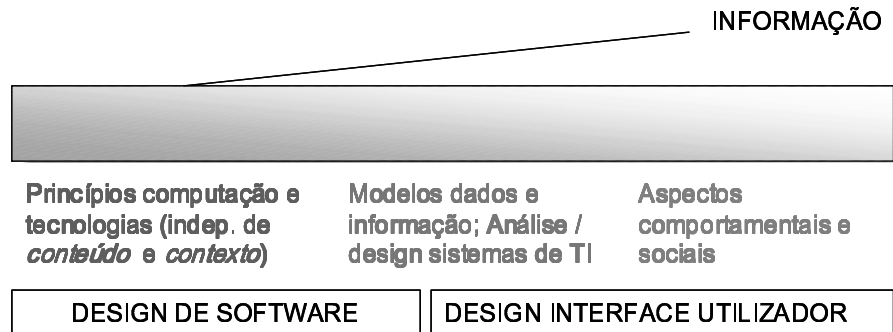 INFORMAÇÃO
Princípios computação e
tecnologias (indep. de
conteúdo e contexto)
Modelos dados e
informação; Análise /
design sistemas de TI
Aspectos
comportamentais e
sociais
DESIGN DE SOFTWARE
DESIGN INTERFACE UTILIZADOR